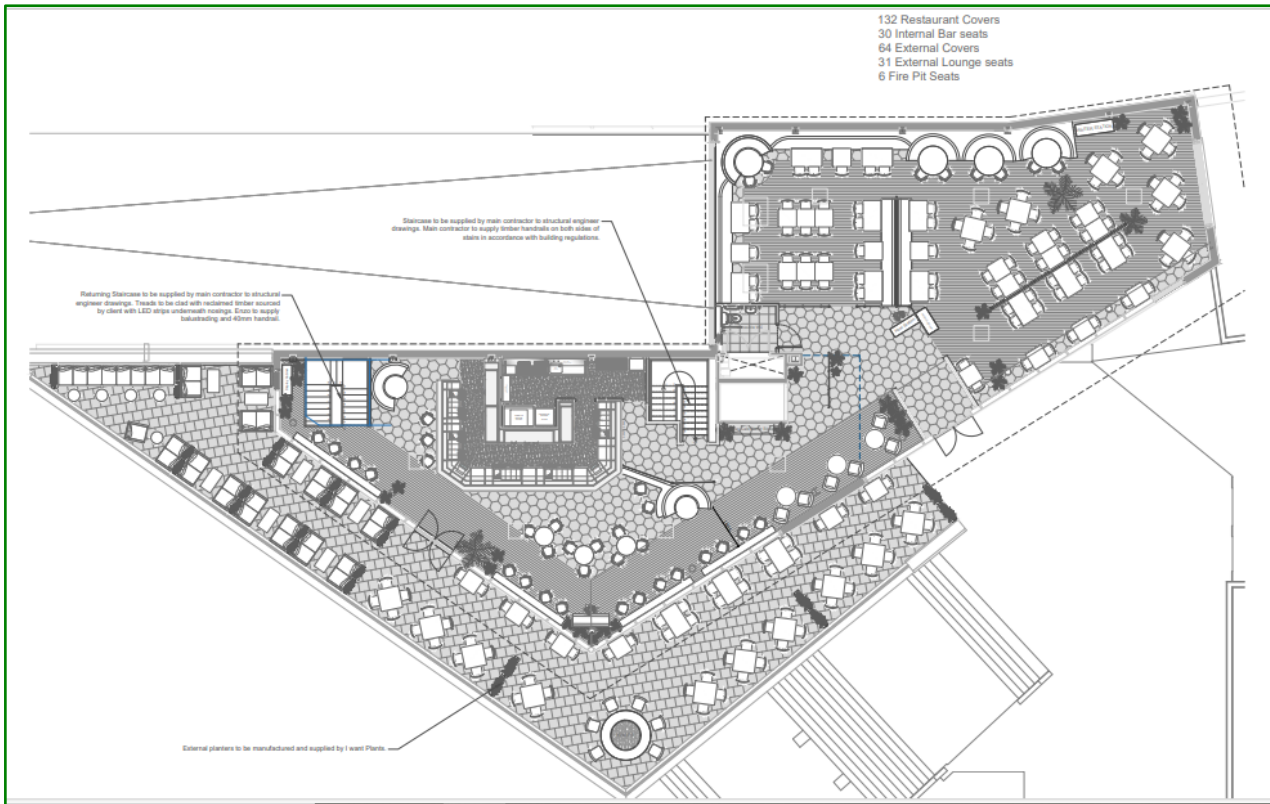 132 Restaurant Covers
30 Internal Bar seats
64 External Covers
31 External Lounge seats
6 Fire Pit Seats
Staircase to be supplied by main contractor to structural engineer
drawings. Main contractor to supply timber handrails on both sides of
stairs in accordance with building regulations.
Returning Staircase to be supplied by main contractor to structural
engineer drawings. Treads to be clad with reclaimed timber sourced
by client with LED strips underneath nosings. Enzo to supply
balustrading and 40mm handrail.
External planters to be manufactured and supplied by I want Plants.